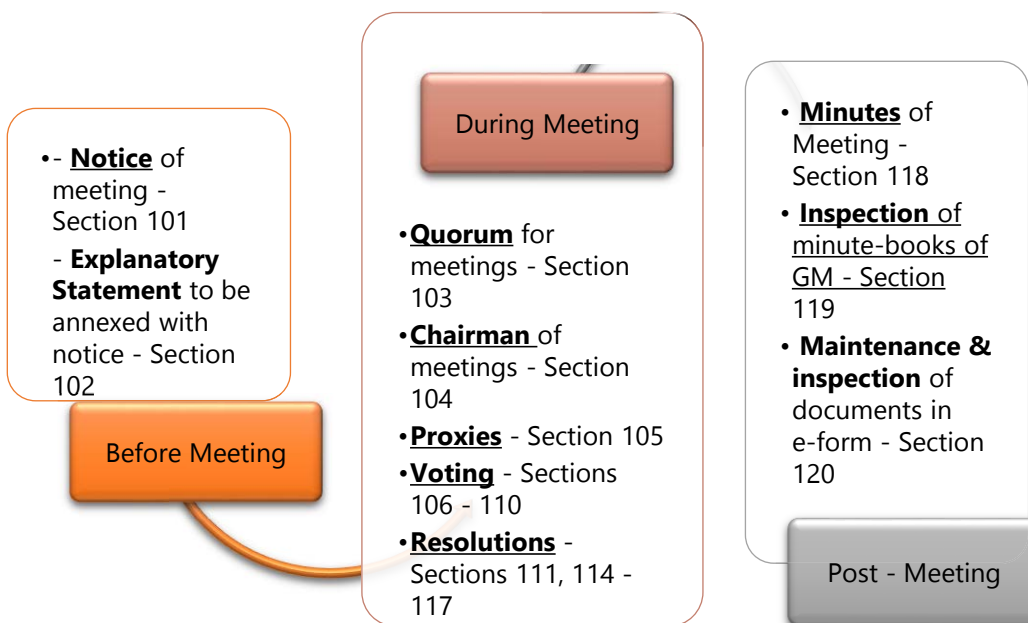 •- Notice of
meeting -
Section 101
- Explanatory
Statement to be
annexed with
notice - Section
102
Before Meeting
During Meeting
•Quorum for
meetings - Section
103
•Chairman of
meetings - Section
104
•Proxies - Section 105
•Voting - Sections
106 - 110
•Resolutions -
Sections 111, 114 -
117
• Minutes of
Meeting -
Section 118
• Inspection of
minute-books of
GM - Section
119
• Maintenance &
inspection of
documents in
e-form - Section
120
Post - Meeting